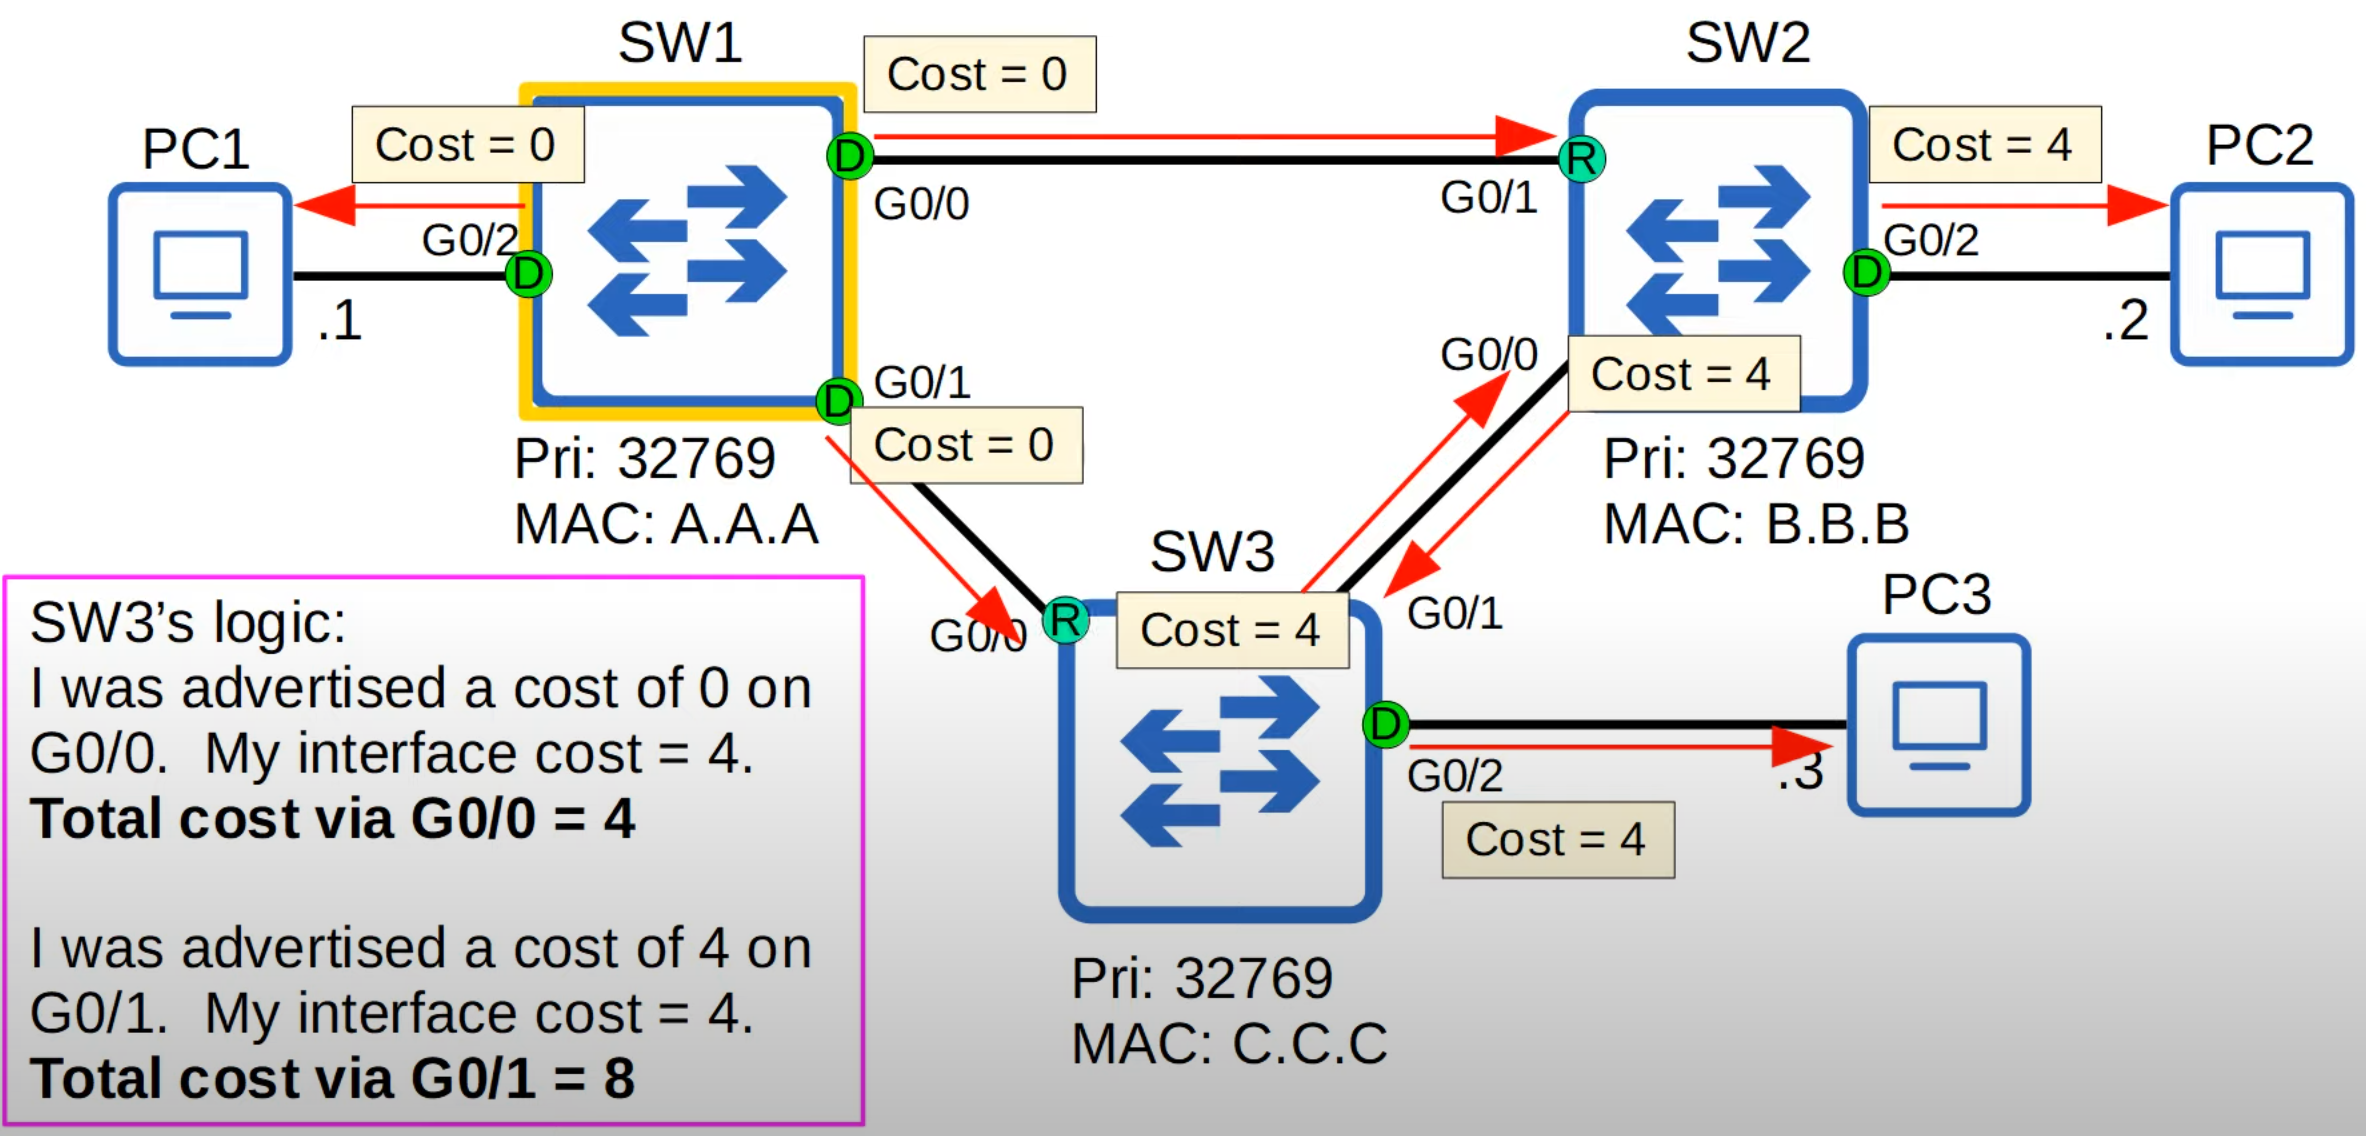 SW1
Cost = 0
SW2
PC1
Cost = 0
Cost = 4
PC2
D
R
G0/0
G0/1
G0/2
D
G0/2
D
.1
.2
G0/1
G0/0
D
Cost = 0
Cost = 4
Pri: 32769
MAC: A.A.A
Pri: 32769
MAC: B.B.B
SW3
PC3
G0/0
R
Cost = 4
G0/1
D
G0/2
.3
Cost = 4
Pri: 32769
MAC: C.C.C
SW3’s logic:
I was advertised a cost of 0 on
G0/0. My interface cost = 4.
Total cost via G0/0 = 4
I was advertised a cost of 4 on
G0/1. My interface cost = 4.
Total cost via G0/1 = 8